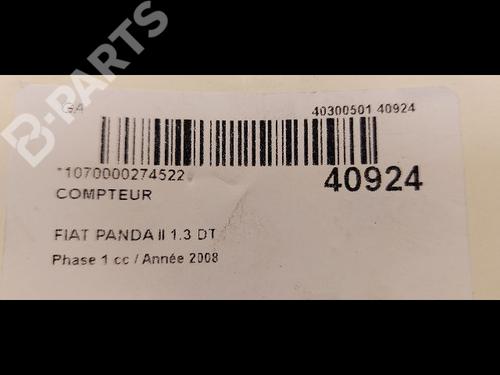 B-PARTS
G4
40300501 40924
*1070000274522
40924
COMPTEUR
FIAT PANDA II 1.3 DT
Phase 1 cc / Année 2008